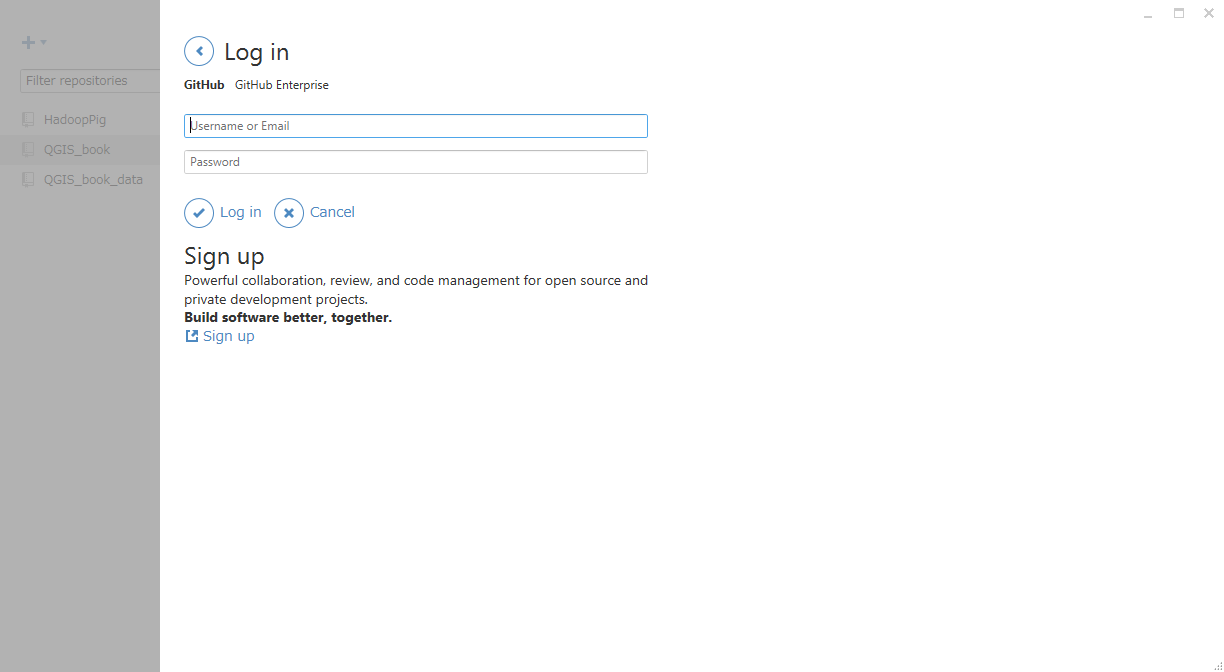 Filter repositories
HadoopPig
QGIS_book
QGIS_book_data
Log in
GitHub GitHub Enterprise
Username or Email
Password
Log in Cancel
Sign up
Powerful collaboration, review, and code management for open source and
private development projects.
Build software better, together.
Sign up